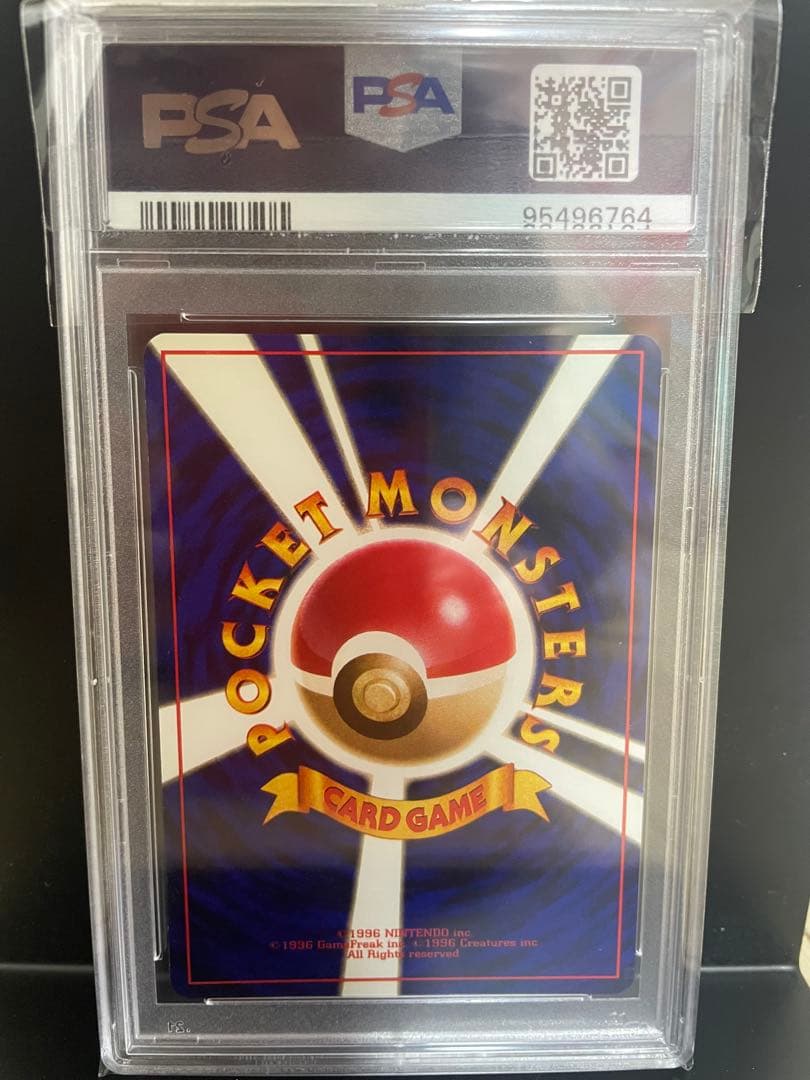 PSA
PSA
95496764
POCKET MONSTERS
CARD GAME
©1996 NINTENDO inc.
©1996 GameFreak inc. ©1996 Creatures inc
All Rights reserved